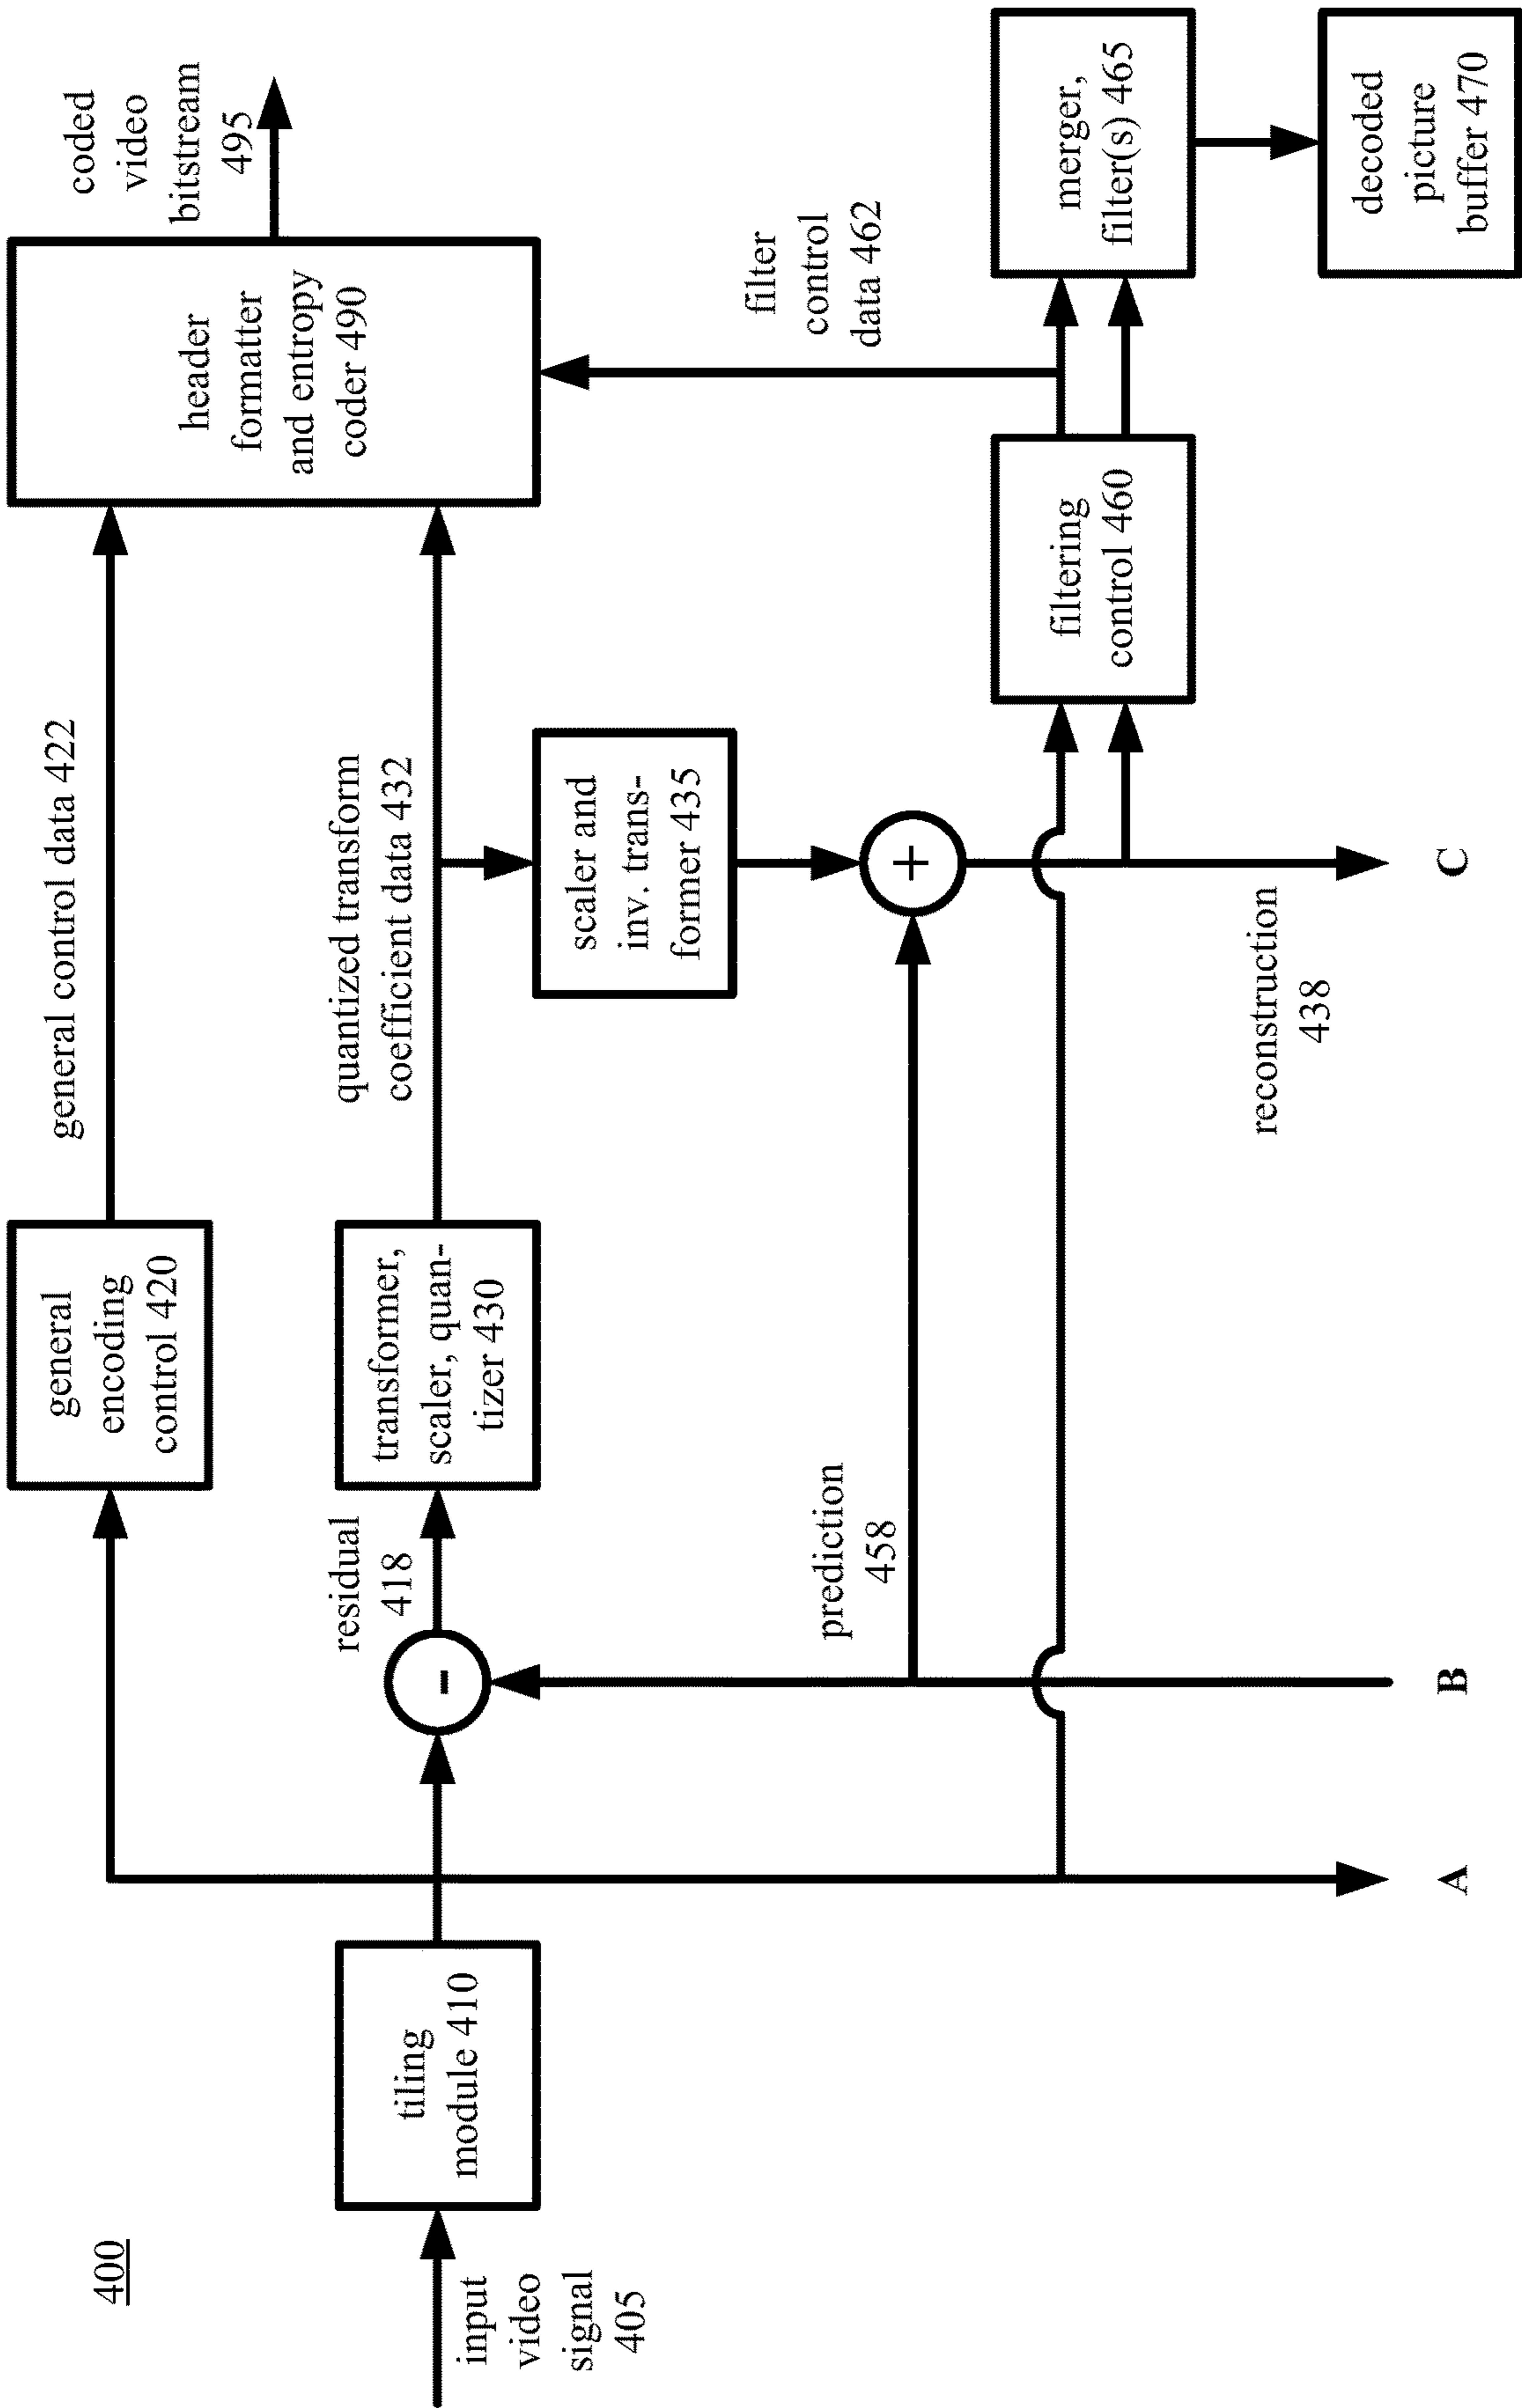 400
input
video
signal
405
tiling
module 410
general
encoding
control 420
general control data 422
residual
418
-
transformer,
scaler, quan-
tizer 430
quantized transform
coefficient data 432
header
formatter
and entropy
coder 490
coded
video
bitstream
495
scaler and
inv. trans-
former 435
prediction
458
+
filter
control
data 462
filtering
control 460
merger,
filter(s) 465
decoded
picture
buffer 470
reconstruction
438
A
B
C